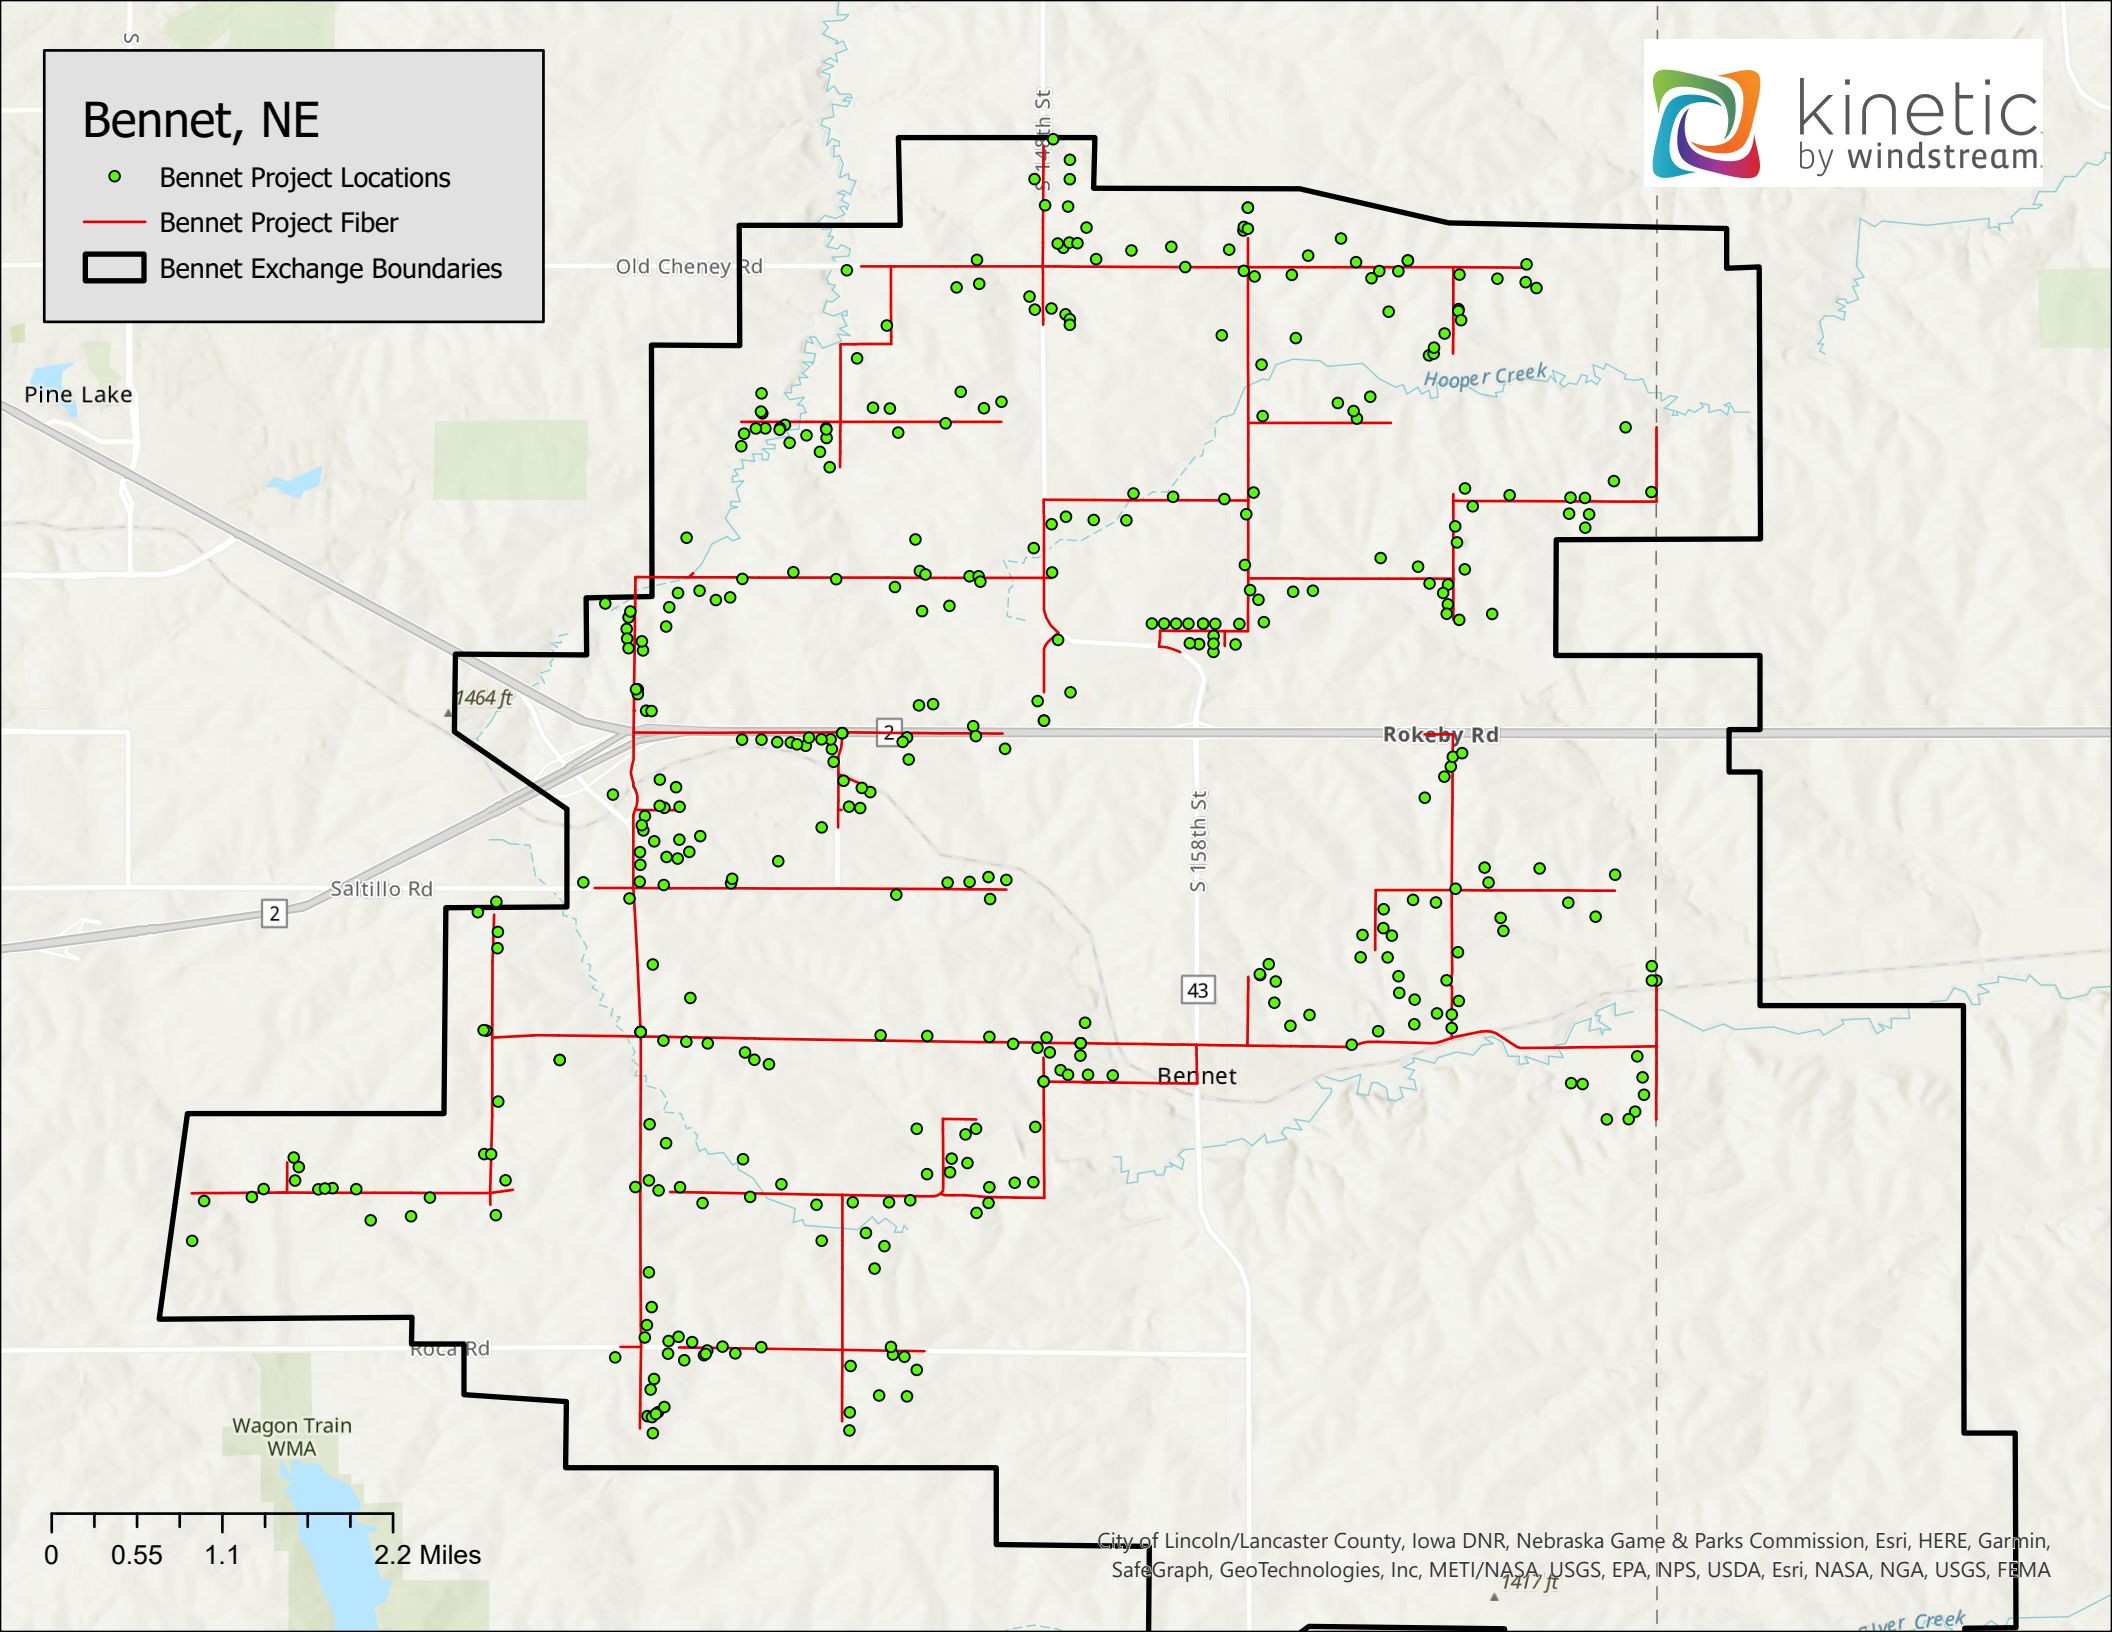 S
Bennet, NE
Bennet Project Locations
Bennet Project Fiber
Bennet Exchange Boundaries
kinetic
by windstream.
S 148th St
Old Cheney Rd
Pine Lake
Hooper Creek
1464 ft
2
Rokeby Rd
S 158th St
Saltillo Rd
2
43
Bennet
Roca Rd
Wagon Train
WMA
0 0.55 1.1 2.2 Miles
City of Lincoln/Lancaster County, Iowa DNR, Nebraska Game & Parks Commission, Esri, HERE, Garmin,
SafeGraph, GeoTechnologies, Inc, METI/NASA, USGS, EPA, NPS, USDA, Esri, NASA, NGA, USGS, FEMA
1417 ft
Creek